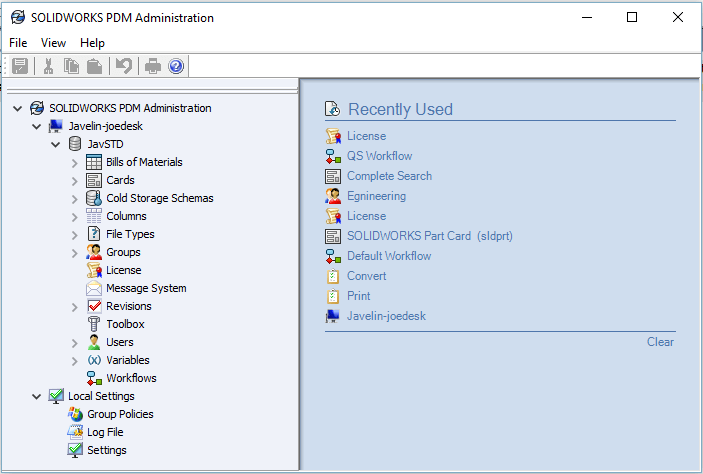 SOLIDWORKS PDM Administration
File View Help
SOLIDWORKS PDM Administration
Javelin-joedesk
JavSTD
Bills of Materials
Cards
Cold Storage Schemas
Columns
File Types
Groups
License
Message System
Revisions
Toolbox
Users
(x) Variables
Workflows
Local Settings
Group Policies
Log File
Settings
Recently Used
License
QS Workflow
Complete Search
Egnineering
License
SOLIDWORKS Part Card (sldprt)
Default Workflow
Convert
Print
Javelin-joedesk
Clear